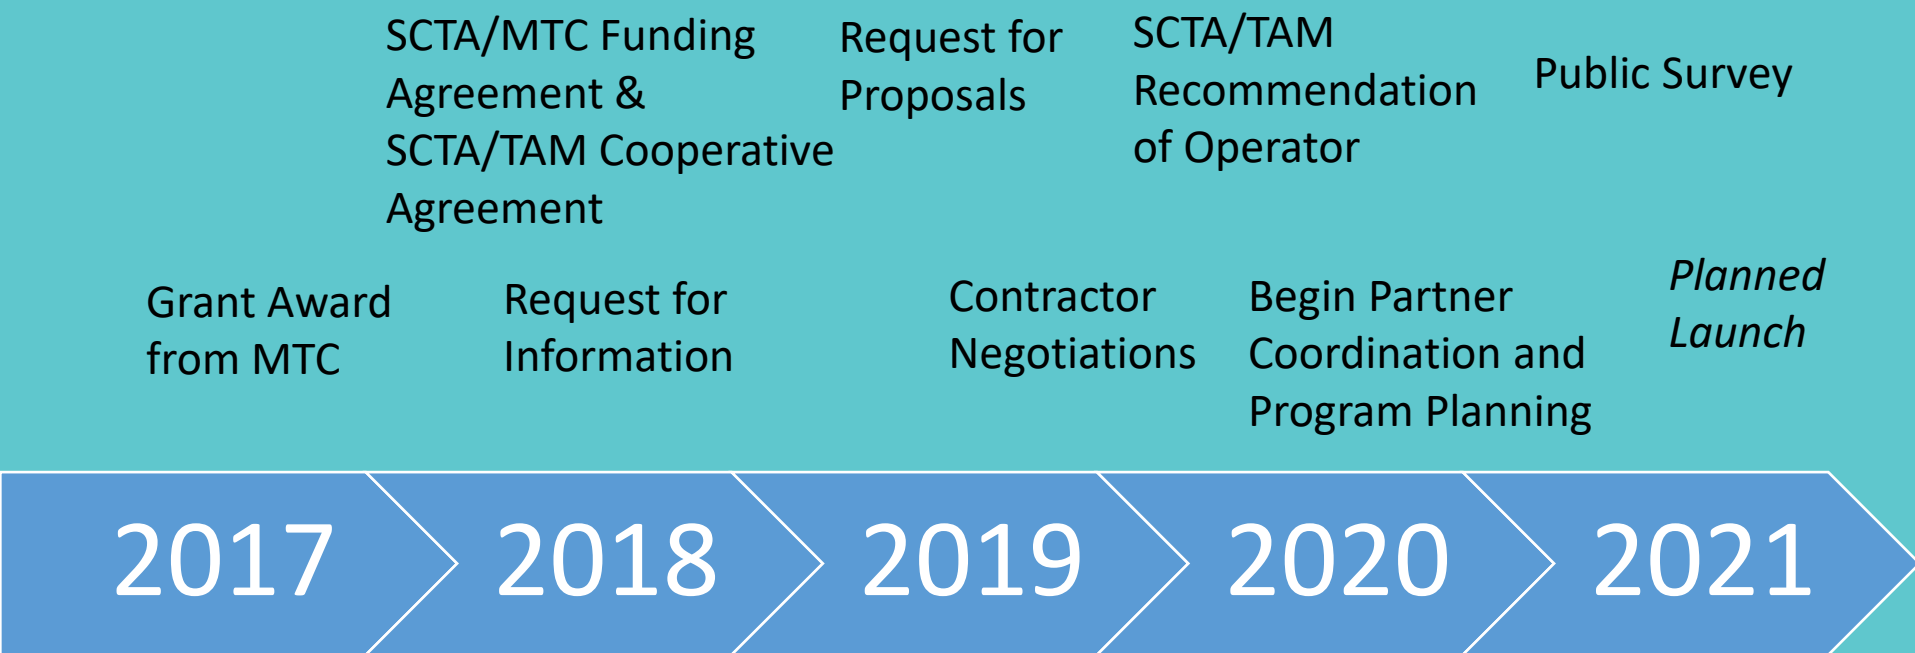 SCTA/MTC Funding
Agreement &
SCTA/TAM Cooperative
Agreement
Request for
Proposals
SCTA/TAM
Recommendation
of Operator
Public Survey
Grant Award
from MTC
Request for
Information
Contractor
Negotiations
Begin Partner
Coordination and
Program Planning
Planned
Launch
2017
2018
2019
2020
2021